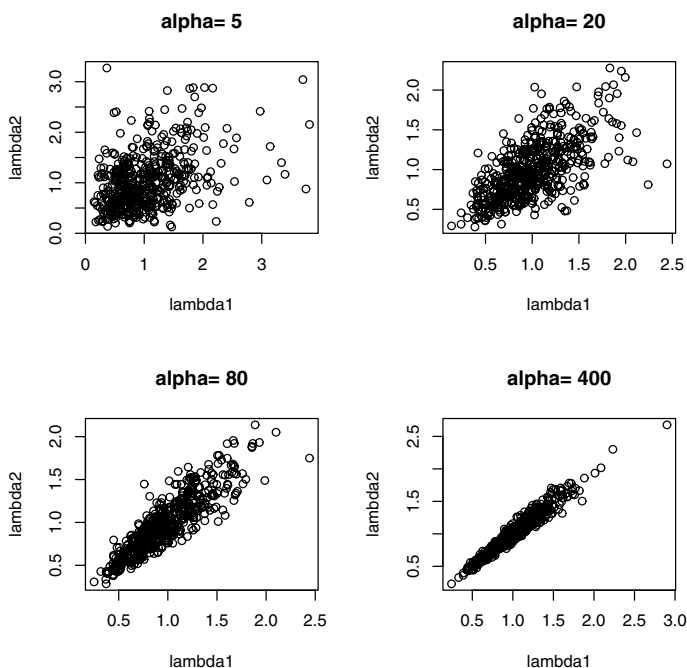 alpha= 5
lambda2
0.0 1.0 2.0 3.0
0 1 2 3
lambda1
alpha= 20
lambda2
0.5 1.0 1.5 2.0
0.5 1.0 1.5 2.0 2.5
lambda1
alpha= 80
lambda2
0.5 1.0 1.5 2.0
0.5 1.0 1.5 2.0 2.5
lambda1
alpha= 400
lambda2
0.5 1.5 2.5
0.5 1.0 1.5 2.0 2.5 3.0
lambda1